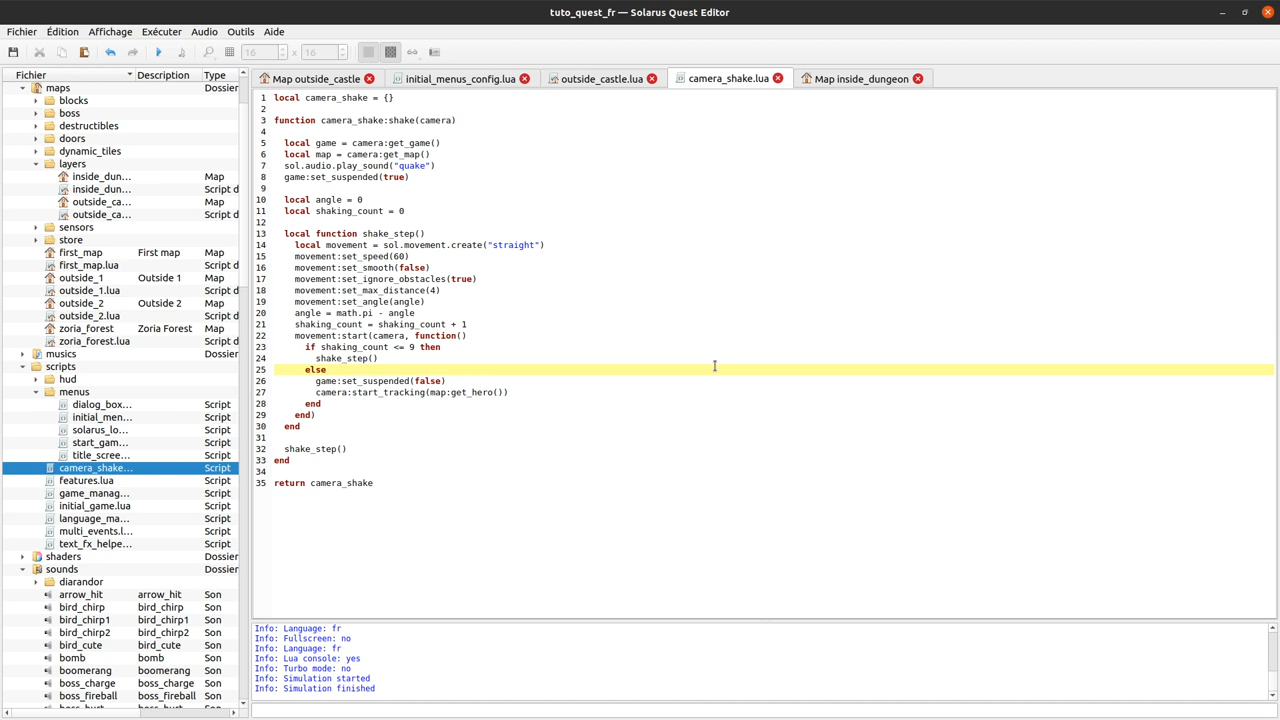 tuto_quest_fr — Solarus Quest Editor
Fichier Édition Affichage Exécuter Audio Outils Aide
16 x 16
Fichier Description Type
maps Dossier
blocks
boss
destructibles
doors
dynamic_tiles
layers
inside_dun... Map
inside_dun... Script d
outside_ca... Map
outside_ca... Script d
sensors
store
first_map First map Map
first_map.lua Script d
outside_1 Outside 1 Map
outside_1.lua Script d
outside_2 Outside 2 Map
outside_2.lua Script d
zoria_forest Zoria Forest Map
zoria_forest.lua Script d
musics Dossier
scripts Dossier
hud
menus
dialog_box... Script
initial_men... Script
solarus_lo... Script
start_gam... Script
title_scree... Script
camera_shake... Script
features.lua Script
game_manag... Script
initial_game.lua Script
language_ma... Script
multi_events.l... Script
text_fx_helpe... Script
shaders Dossier
sounds Dossier
diarandor
arrow_hit arrow_hit Son
bird_chirp bird_chirp Son
bird_chirp1 bird_chirp1 Son
bird_chirp2 bird_chirp2 Son
bird_cute bird_cute Son
bomb bomb Son
boomerang boomerang Son
boss_charge boss_charge Son
boss_fireball boss_fireball Son
boss_hurt boss_hurt Son
Map outside_castle initial_menus_config.lua outside_castle.lua camera_shake.lua Map inside_dungeon
1 local camera_shake = {}
2
3 function camera_shake:shake(camera)
4
5 local game = camera:get_game()
6 local map = camera:get_map()
7 sol.audio.play_sound("quake")
8 game:set_suspended(true)
9
10 local angle = 0
11 local shaking_count = 0
12
13 local function shake_step()
14 local movement = sol.movement.create("straight")
15 movement:set_speed(60)
16 movement:set_smooth(false)
17 movement:set_ignore_obstacles(true)
18 movement:set_max_distance(4)
19 movement:set_angle(angle)
20 angle = math.pi - angle
21 shaking_count = shaking_count + 1
22 movement:start(camera, function()
23 if shaking_count <= 9 then
24 shake_step()
25 else
26 game:set_suspended(false)
27 camera:start_tracking(map:get_hero())
28 end
29 end)
30 end
31
32 shake_step()
33 end
34
35 return camera_shake
Info: Language: fr
Info: Fullscreen: no
Info: Language: fr
Info: Lua console: yes
Info: Turbo mode: no
Info: Simulation started
Info: Simulation finished